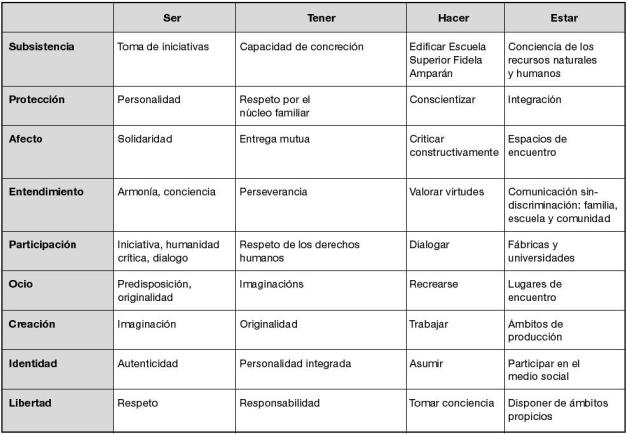 Ser Tener Hacer Estar
Subsistencia Toma de iniciativas Capacidad de concreción Edificar Escuela Conciencia de los
Superior Fidela recursos naturales
Amparán y humanos
Protección Personalidad Respeto por el Conscientizar Integración
núcleo familiar
Afecto Solidaridad Entrega mutua Criticar Espacios de
constructivamente encuentro
Entendimiento Armonía, conciencia Perseverancia Valorar virtudes Comunicación sin-
discriminación: familia,
escuela y comunidad
Participación Iniciativa, humanidad Respeto de los derechos Dialogar Fábricas y
crítica, dialogo humanos universidades
Ocio Predisposición, Imaginacións Recrearse Lugares de
originalidad encuentro
Creación Imaginación Originalidad Trabajar Ámbitos de
producción
Identidad Autenticidad Personalidad integrada Asumir Participar en el
medio social
Libertad Respeto Responsabilidad Tomar conciencia Disponer de ámbitos
propicios